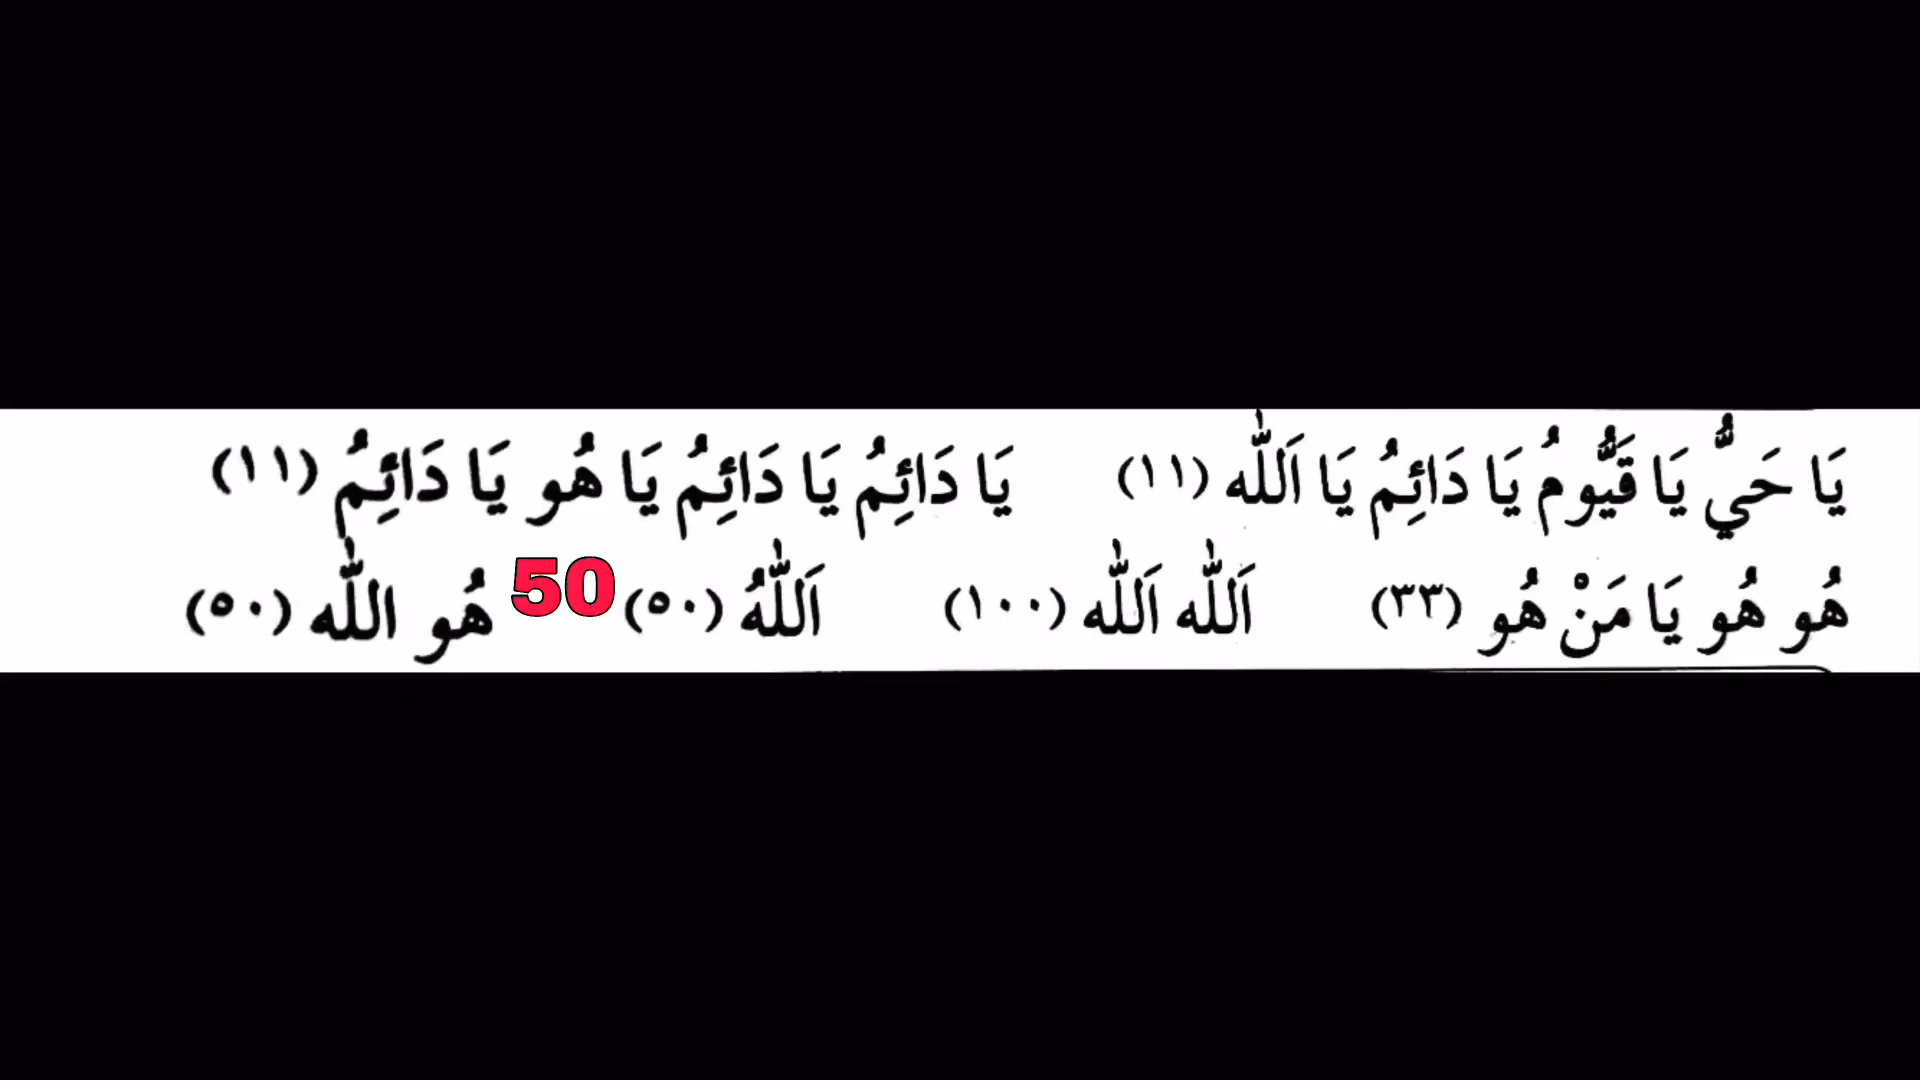 يَا حَيُّ يَا قَيُّومُ يَا دَائِمُ يَا اَللّٰه (١١) يَا دَائِمُ يَا دَائِمُ يَا هُو يَا دَائِمُ (١١)
هُو هُو يَا مَنْ هُو (٣٣) اَللّٰه اَللّٰه (١٠٠) اَللّٰهُ (٥٠) 50 هُو اللّٰه (٥٠)